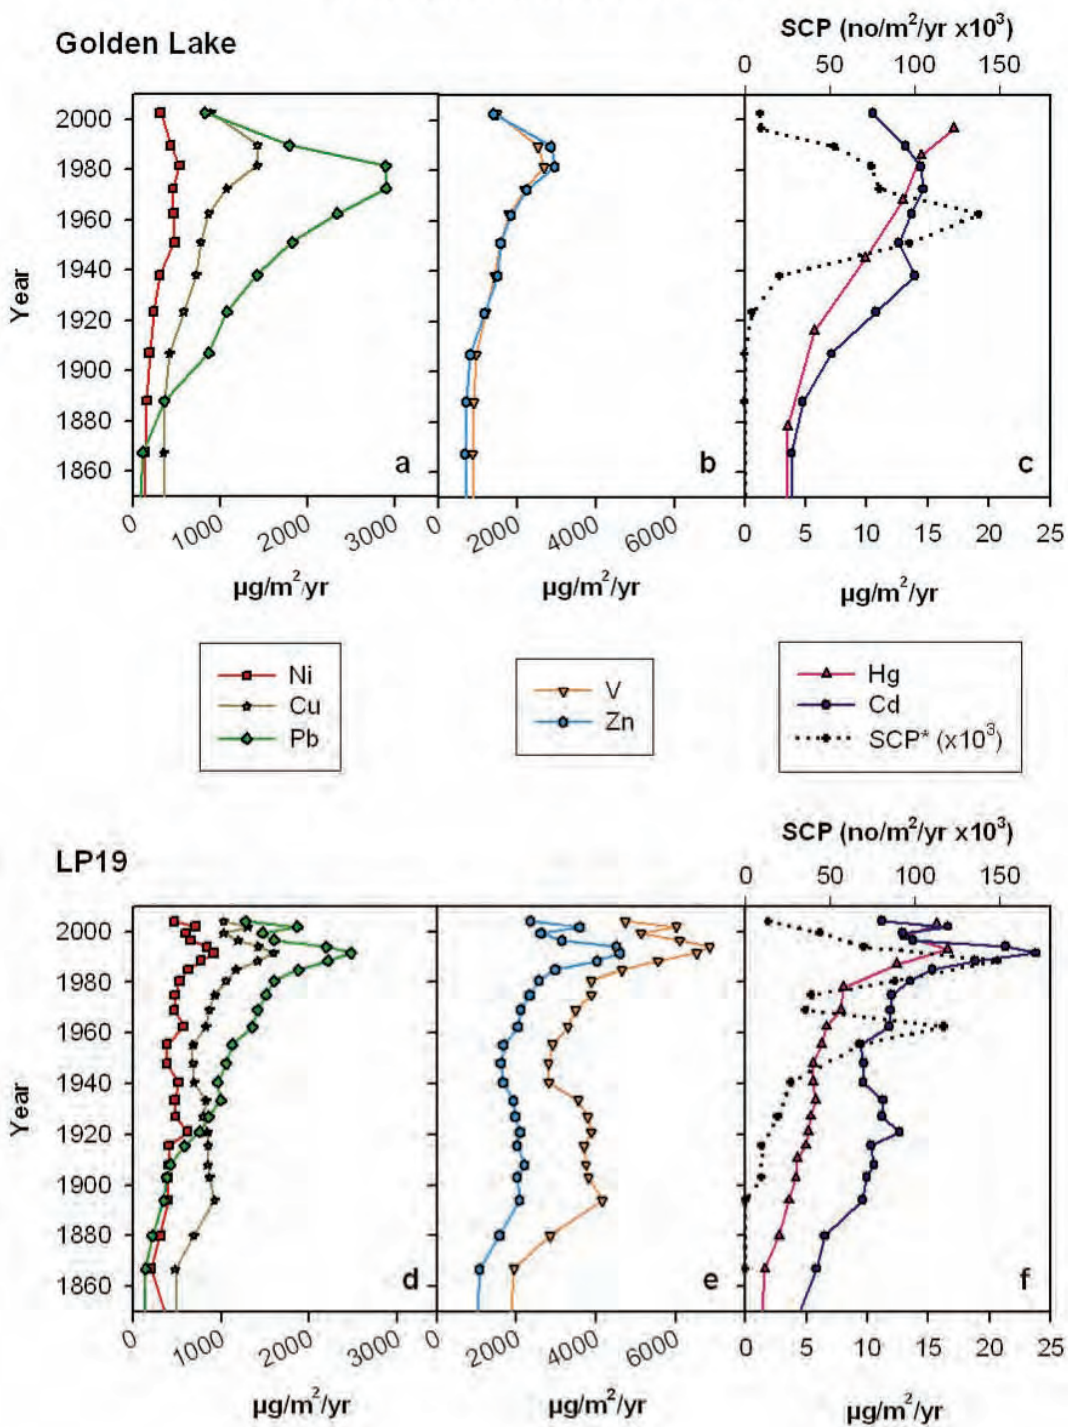 SCP (no/m²/yr x10³)
Golden Lake
0 50 100 150
2000
1980
1960
1940
1920
1900
1880
1860
Year
a
b
c
0 1000 2000 3000
0 2000 4000 6000
0 5 10 15 20 25
µg/m²/yr
µg/m²/yr
µg/m²/yr
Ni
Cu
Pb
V
Zn
Hg
Cd
SCP* (x10³)
SCP (no/m²/yr x10³)
LP19
0 50 100 150
2000
1980
1960
1940
1920
1900
1880
1860
Year
d
e
f
0 1000 2000 3000
0 2000 4000 6000
0 5 10 15 20 25
µg/m²/yr
µg/m²/yr
µg/m²/yr